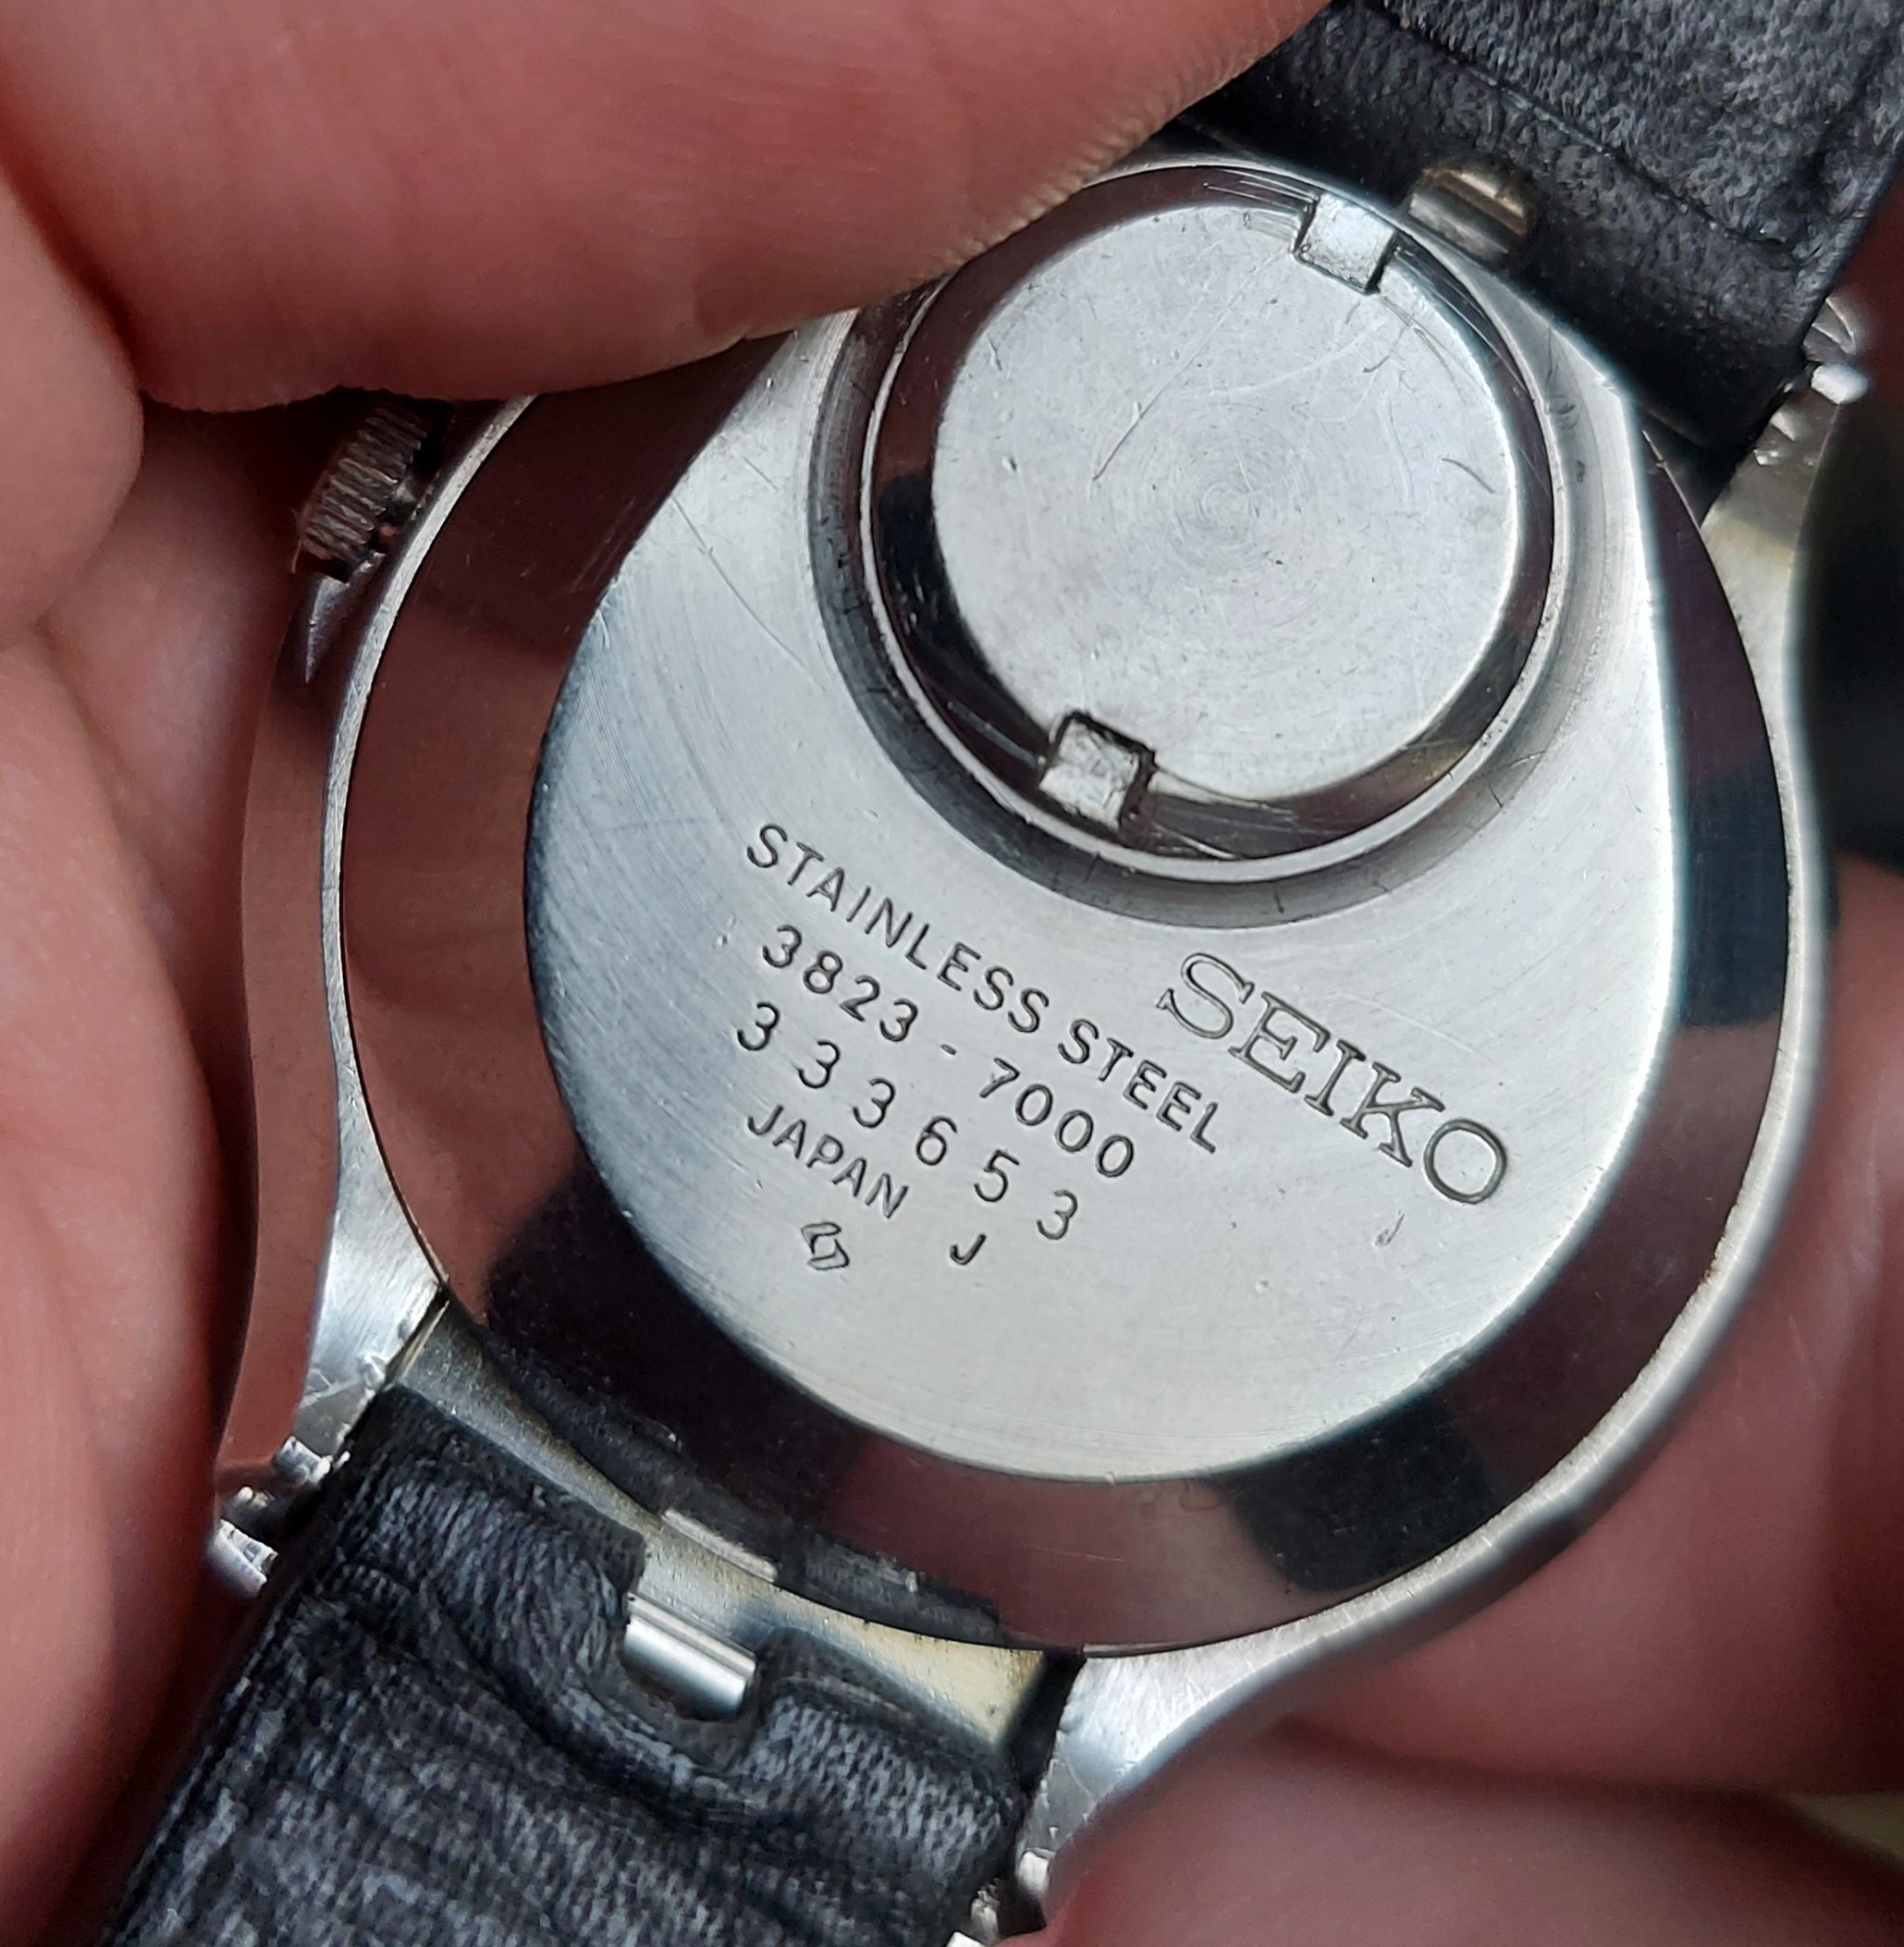 SEIKO
STAINLESS STEEL
3823-7000
333653
JAPAN J